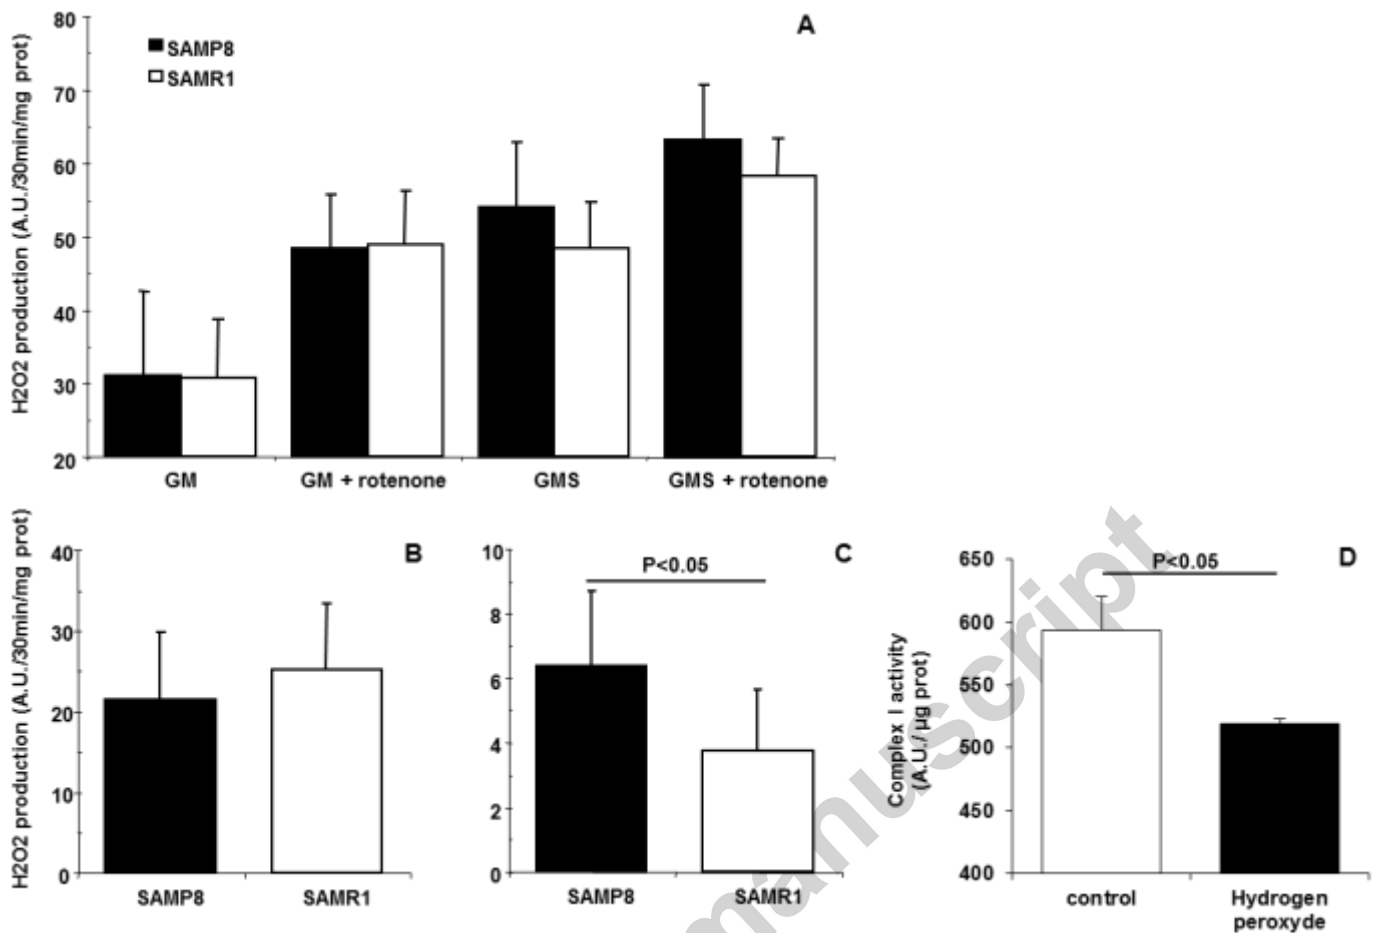 A
SAMP8
SAMR1
H2O2 production (A.U./30min/mg prot)
80
70
60
50
40
30
20
GM
GM + rotenone
GMS
GMS + rotenone
B
H2O2 production (A.U./30min/mg prot)
40
30
20
10
0
SAMP8
SAMR1
C
P<0.05
10
8
6
4
2
0
SAMP8
SAMR1
D
P<0.05
Complex I activity
(A.U./ µg prot)
650
600
550
500
450
400
control
Hydrogen
peroxyde
manuscript